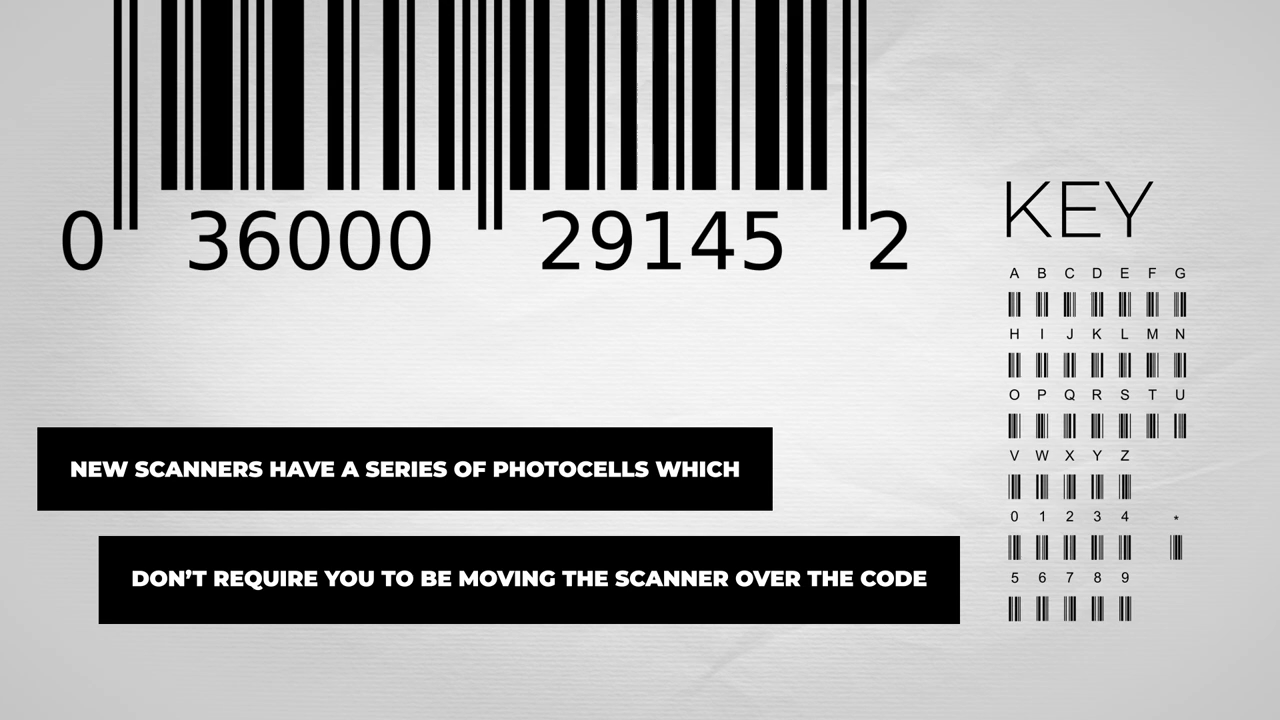 0 36000 29145 2
KEY
A B C D E F G
H I J K L M N
O P Q R S T U
V W X Y Z
0 1 2 3 4 *
5 6 7 8 9
NEW SCANNERS HAVE A SERIES OF PHOTOCELLS WHICH
DON’T REQUIRE YOU TO BE MOVING THE SCANNER OVER THE CODE